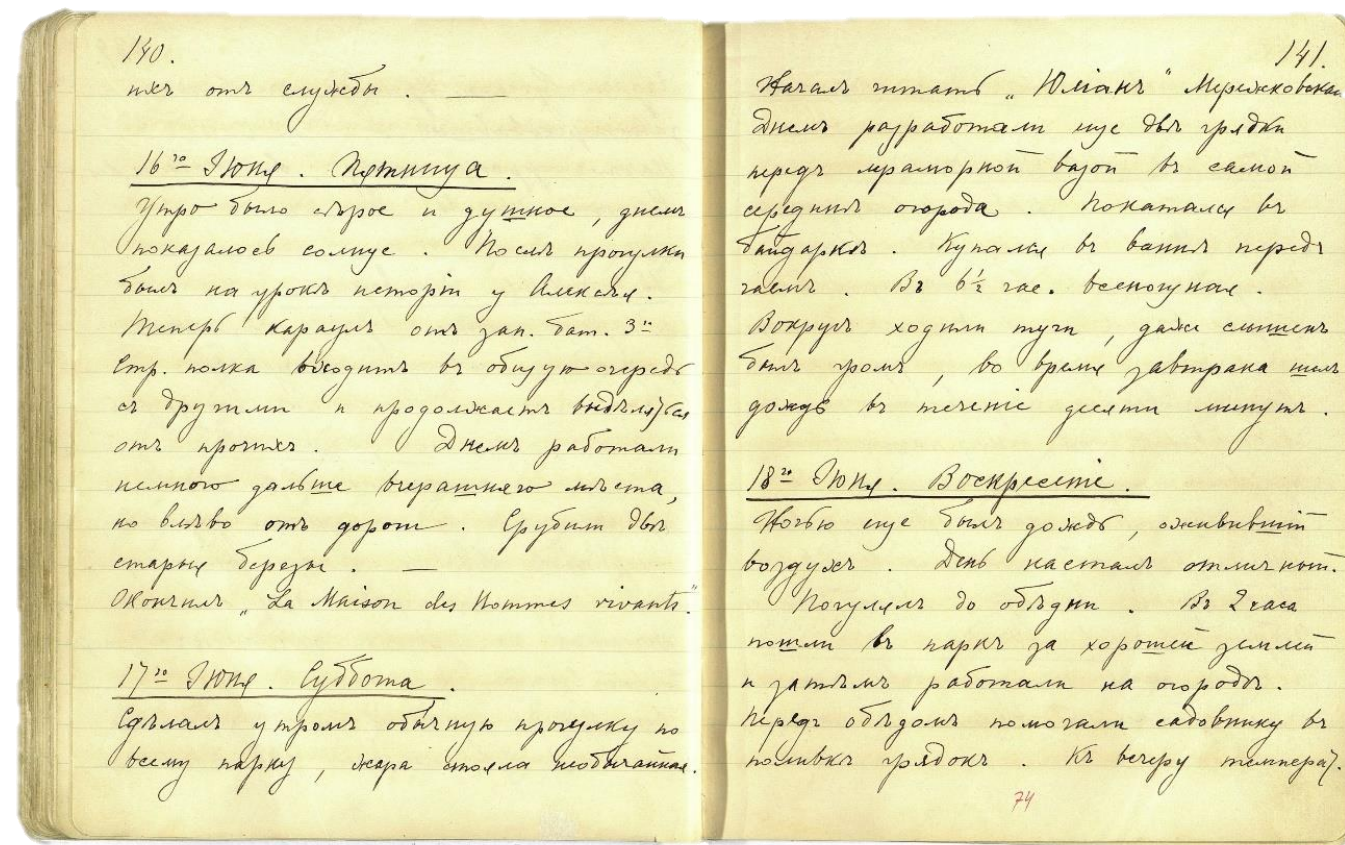 140.
нхъ отъ службы. —
16го Іюня. Пятница.
Утро было сѣрое и душное, днемъ
показалось солнце. Послѣ прогулки
былъ на урокѣ исторіи у Алексѣя.
Теперь караулъ отъ зап. бат. 3го
Стр. полка входитъ въ общую очередь
съ другими и продолжаетъ выдѣляться
отъ прочихъ. Днемъ работали
немного дальше вчерашняго мѣста,
но влѣво отъ дороги. Срубили двѣ
старыя березы. —
Окончилъ „La Maison des Hommes vivants."
17го Іюня. Суббота.
Сдѣлалъ утромъ обычную прогулку по
всему парку, жара стояла необычайная.
141.
Началъ читать „Юліанъ" Мережковскаго
Днемъ разработали еще двѣ грядки
передъ мраморной вазой въ самой
серединѣ огорода. Покатался въ
байдаркѣ. Купался въ ваннѣ передъ
чаемъ. Въ 6½ час. всенощная.
Вокругъ ходили тучи, даже слышенъ
былъ громъ, во время завтрака шелъ
дождь въ теченіе десяти минутъ.
18го Іюня. Воскресеніе.
Ночью еще былъ дождь, оживившій
воздухъ. День насталъ отличный.
Погуляли до обѣдни. Въ 2 часа
пошли въ паркъ за хорошей землей
и затѣмъ работали на огородѣ.
Передъ обѣдомъ помогали садовнику въ
поливкѣ грядокъ. Къ вечеру температ.
74